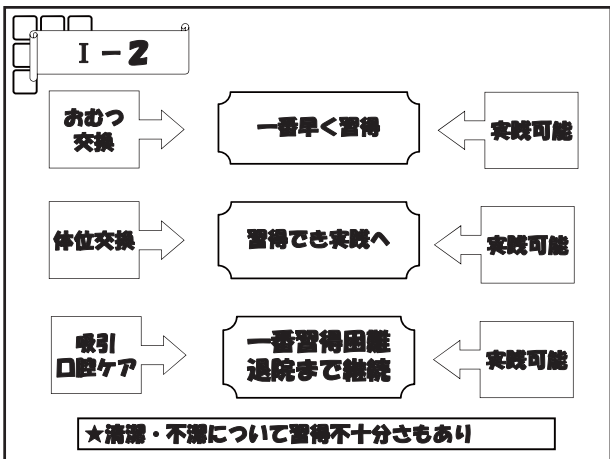 Ⅰ－2
おむつ
交換
一番早く習得
実践可能
体位交換
習得でき実践へ
実践可能
吸引
口腔ケア
一番習得困難
退院まで継続
実践可能
★清潔・不潔について習得不十分さもあり